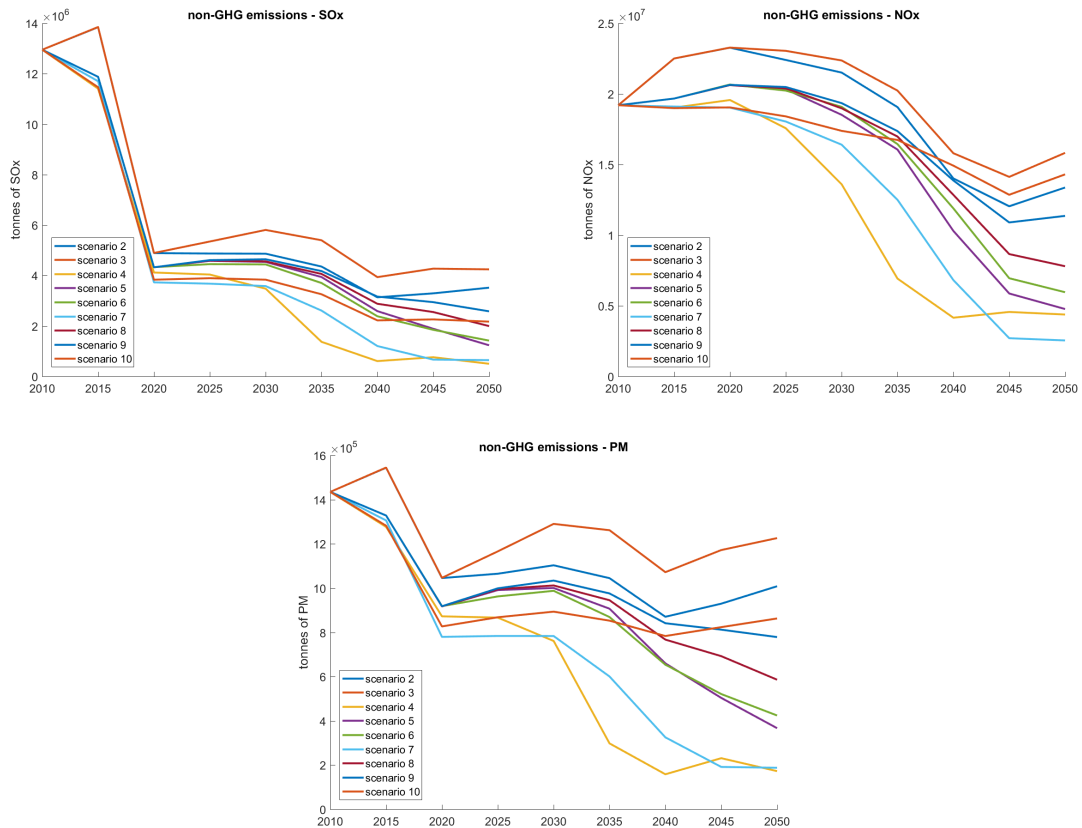 non-GHG emissions - SOx
×10^6
14
12
10
8
6
4
2
0
tonnes of SOx
scenario 2
scenario 3
scenario 4
scenario 5
scenario 6
scenario 7
scenario 8
scenario 9
scenario 10
2010 2015 2020 2025 2030 2035 2040 2045 2050
non-GHG emissions - NOx
×10^7
2.5
2
1.5
1
0.5
0
tonnes of NOx
scenario 2
scenario 3
scenario 4
scenario 5
scenario 6
scenario 7
scenario 8
scenario 9
scenario 10
2010 2015 2020 2025 2030 2035 2040 2045 2050
non-GHG emissions - PM
×10^5
16
14
12
10
8
6
4
2
0
tonnes of PM
scenario 2
scenario 3
scenario 4
scenario 5
scenario 6
scenario 7
scenario 8
scenario 9
scenario 10
2010 2015 2020 2025 2030 2035 2040 2045 2050